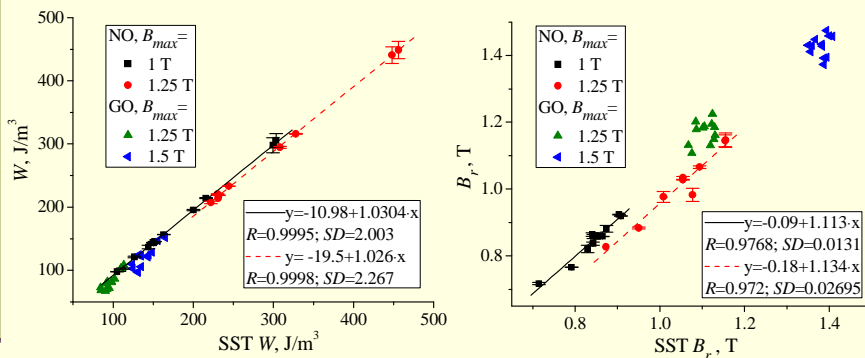 500
400
300
200
100
W, J/m³
NO, Bmax=
1 T
1.25 T
GO, Bmax=
1.25 T
1.5 T
y=-10.98+1.0304·x
R=0.9995; SD=2.003
y= -19.5+1.026·x
R=0.9998; SD=2.267
100 200 300 400 500
SST W, J/m³
1.4
1.2
1.0
0.8
Br, T
NO, Bmax=
1 T
1.25 T
GO, Bmax=
1.25 T
1.5 T
y=-0.09+1.113·x
R=0.9768; SD=0.0131
y=-0.18+1.134·x
R=0.972; SD=0.02695
0.8 1.0 1.2 1.4
SST Br , T